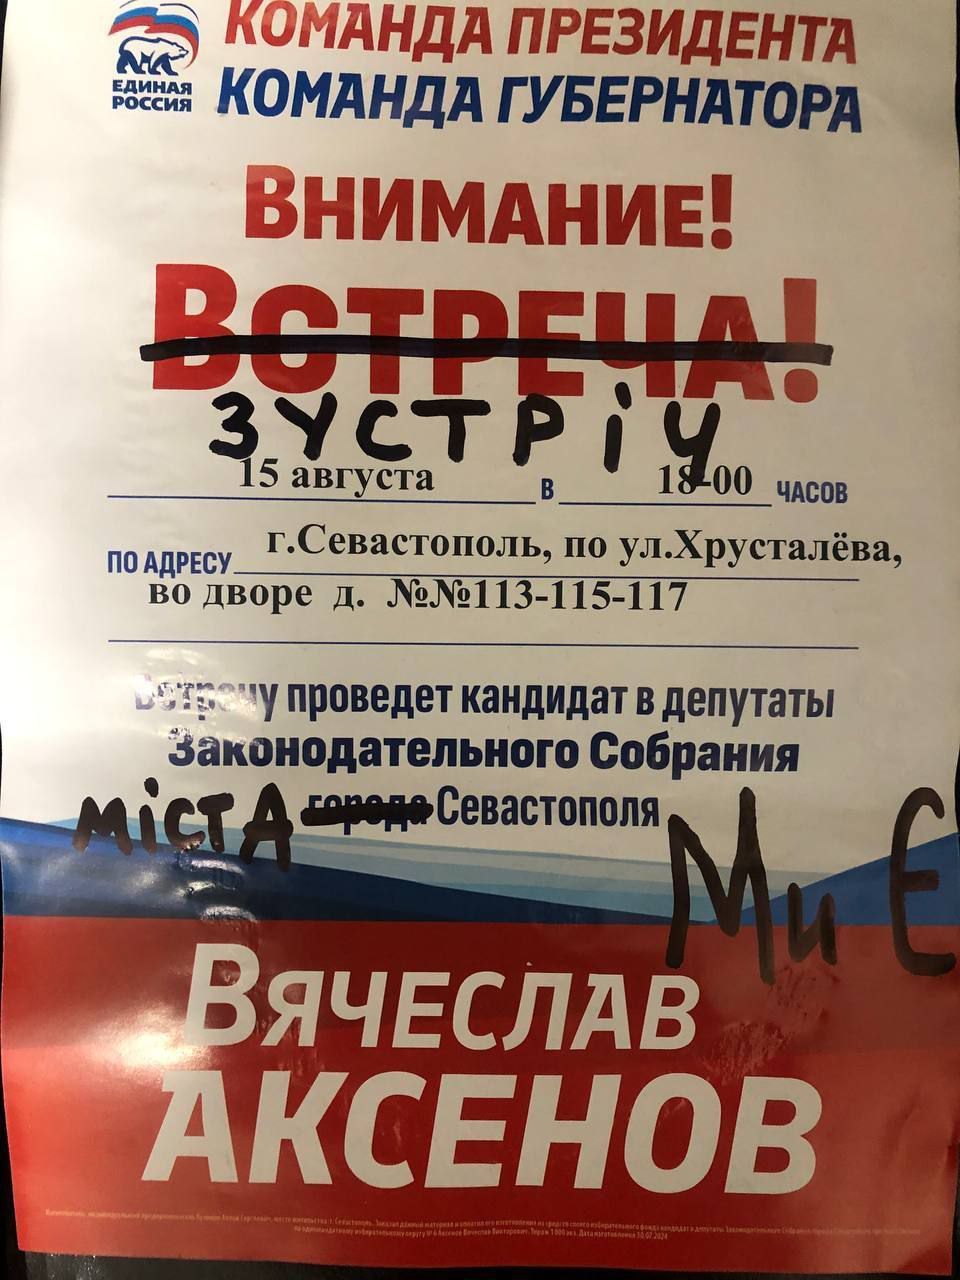 КОМАНДА ПРЕЗИДЕНТА
КОМАНДА ГУБЕРНАТОРА
ЕДИНАЯ
РОССИЯ
ВНИМАНИЕ!
ВСТРЕЧА!
ЗУСТРІЧ
15 августа в 18-00 ЧАСОВ
ПО АДРЕСУ г.Севастополь, по ул.Хрусталёва,
во дворе д. №№113-115-117
Встречу проведет кандидат в депутаты
Законодательного Собрания
МіСТА города Севастополя
Ми Є
ВЯЧЕСЛАВ
АКСЕНОВ